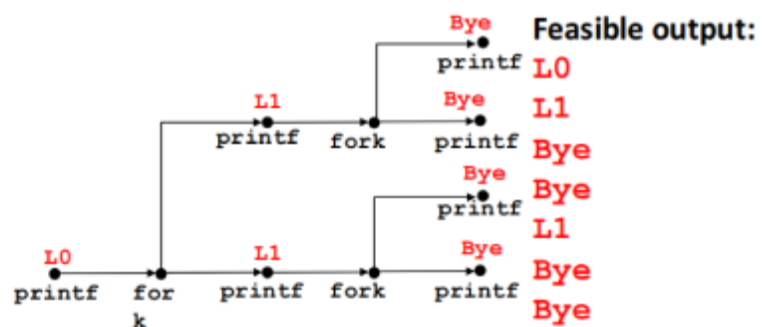 Bye
printf
L1
Bye
printf
fork
printf
Bye
printf
L0
L1
Bye
printf
for
k
printf
fork
printf
Feasible output:
L0
L1
Bye
Bye
L1
Bye
Bye